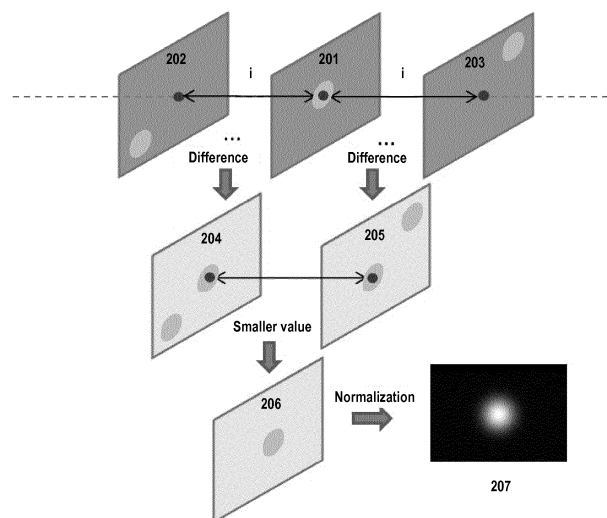 202
i
201
i
203
...
...
Difference
Difference
204
205
Smaller value
206
Normalization
207